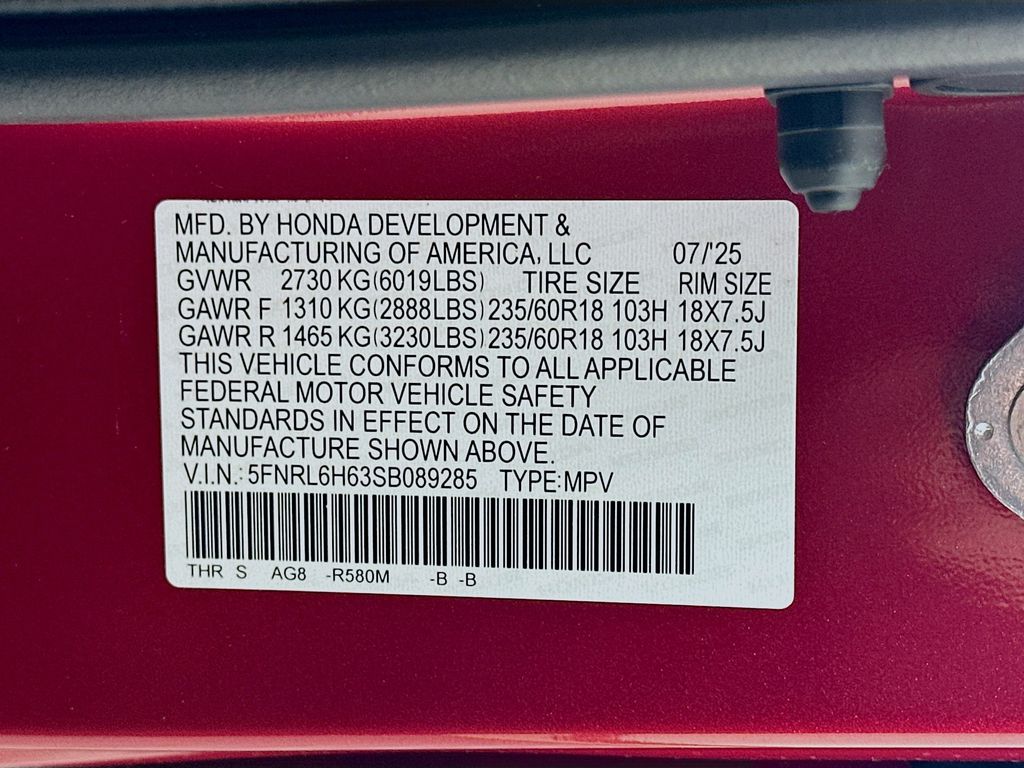 MFD. BY HONDA DEVELOPMENT &
MANUFACTURING OF AMERICA, LLC 07/'25
GVWR 2730 KG(6019LBS) TIRE SIZE RIM SIZE
GAWR F 1310 KG(2888LBS) 235/60R18 103H 18X7.5J
GAWR R 1465 KG(3230LBS) 235/60R18 103H 18X7.5J
THIS VEHICLE CONFORMS TO ALL APPLICABLE
FEDERAL MOTOR VEHICLE SAFETY
STANDARDS IN EFFECT ON THE DATE OF
MANUFACTURE SHOWN ABOVE.
V.I.N.: 5FNRL6H63SB089285 TYPE:MPV
THR S AG8 -R580M -B -B